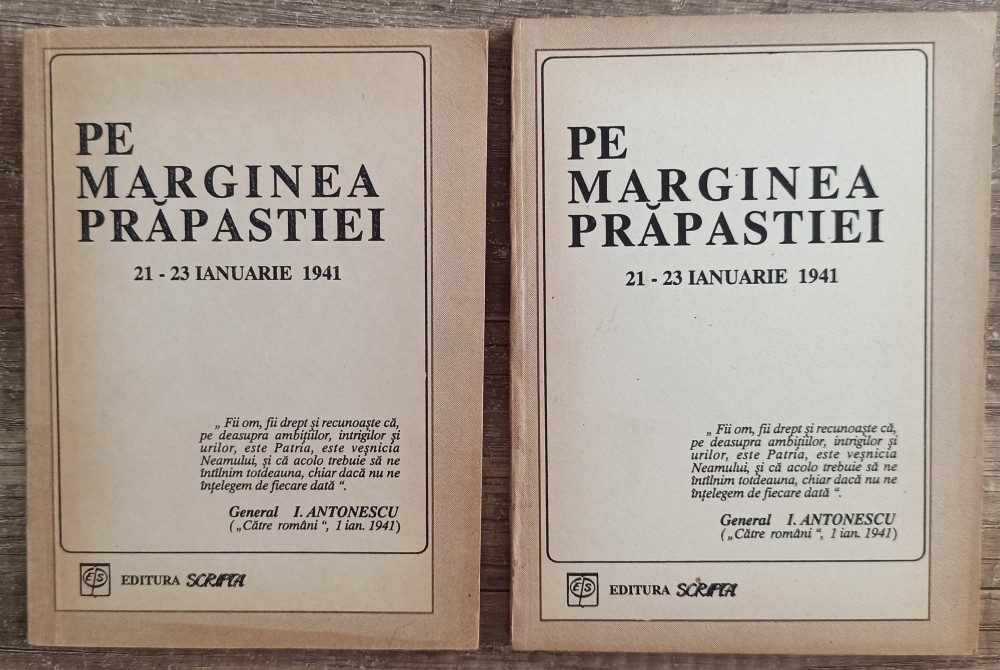 PE
MARGINEA
PRĂPASTIEI
21 - 23 IANUARIE 1941
„ Fii om, fii drept şi recunoaşte că,
pe deasupra ambiţiilor, intrigilor şi
urilor, este Patria, este veşnicia
Neamului, şi că acolo trebuie să ne
întîlnim totdeauna, chiar dacă nu ne
înţelegem de fiecare dată “.
General I. ANTONESCU
( „Către români “, 1 ian. 1941)
EDITURA SCRIPTA
PE
MARGINEA
PRĂPASTIEI
21 - 23 IANUARIE 1941
„ Fii om, fii drept şi recunoaşte că,
pe deasupra ambiţiilor, intrigilor şi
urilor, este Patria, este veşnicia
Neamului, şi că acolo trebuie să ne
întîlnim totdeauna, chiar dacă nu ne
înţelegem de fiecare dată “.
General I. ANTONESCU
( „Către români “, 1 ian. 1941)
ES EDITURA SCRIPTA